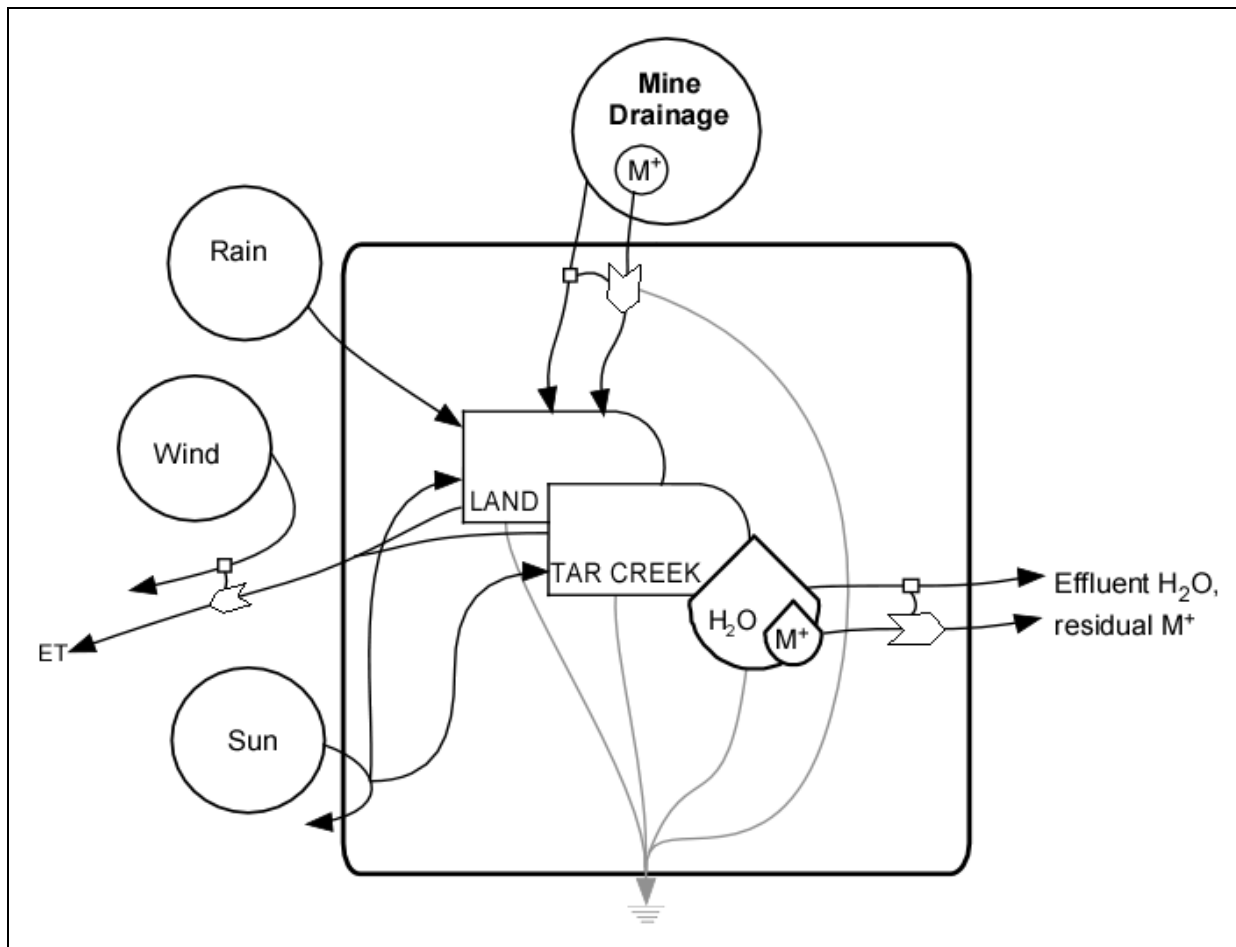 Mine
Drainage
M⁺
Rain
Wind
LAND
TAR CREEK
H₂O
M⁺
Effluent H₂O,
residual M⁺
ET
Sun